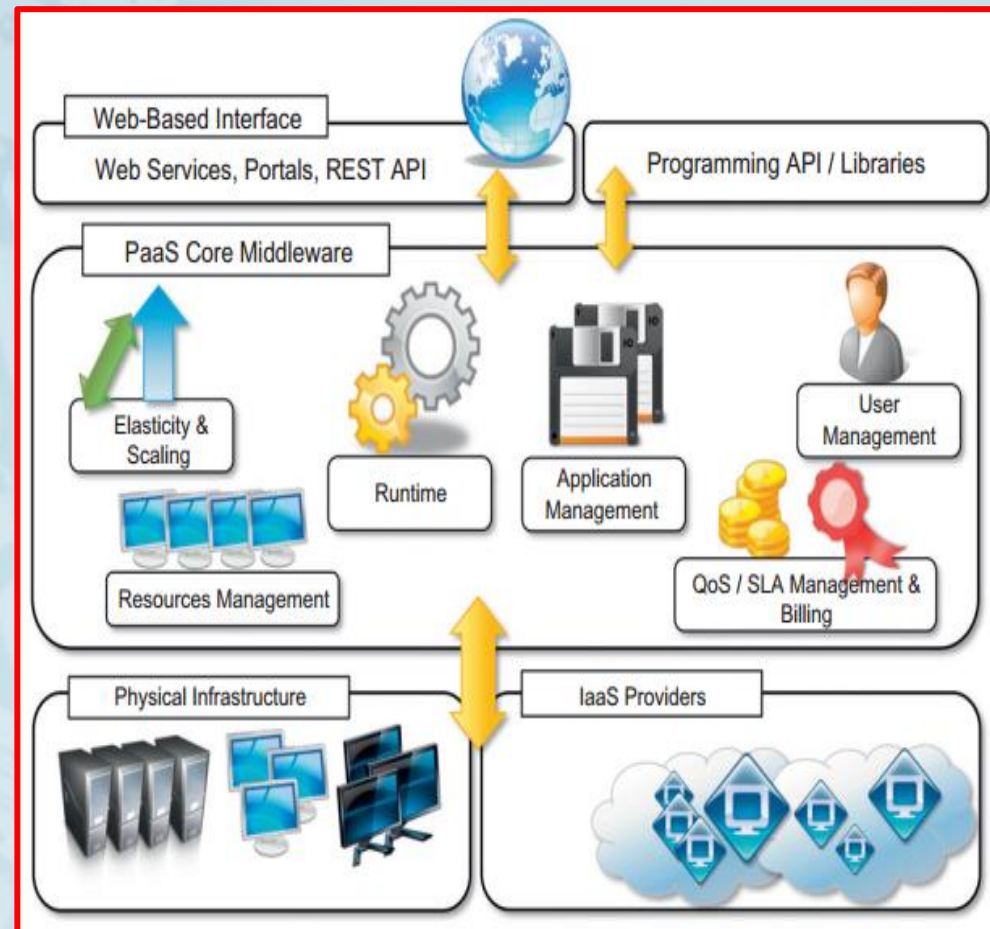 Web-Based Interface
Web Services, Portals, REST API
Programming API / Libraries
PaaS Core Middleware
Elasticity &
Scaling
Runtime
Application
Management
User
Management
Resources Management
QoS / SLA Management &
Billing
Physical Infrastructure
IaaS Providers